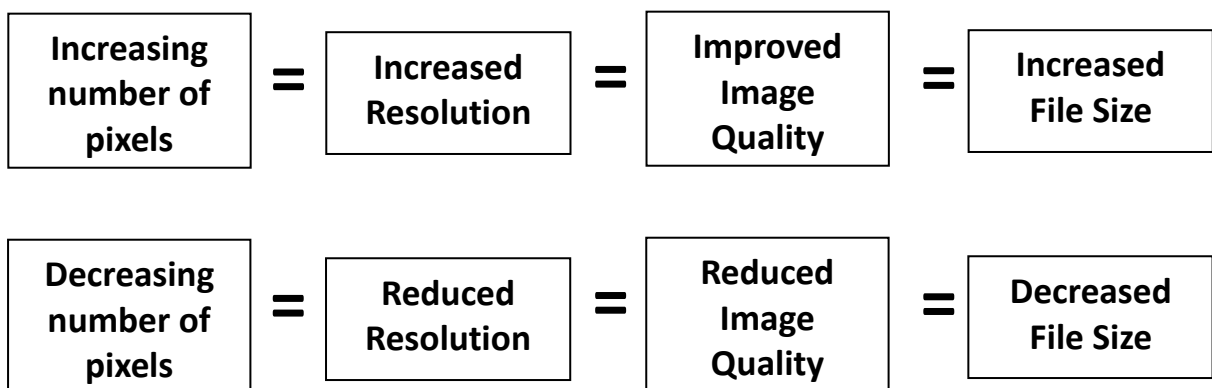 Increasing
number of
pixels
=
Increased
Resolution
=
Improved
Image
Quality
=
Increased
File Size
Decreasing
number of
pixels
=
Reduced
Resolution
=
Reduced
Image
Quality
=
Decreased
File Size